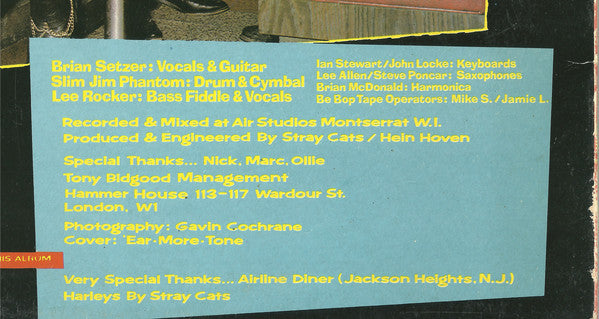 Brian Setzer: Vocals & Guitar
Slim Jim Phantom: Drum & Cymbal
Lee Rocker: Bass Fiddle & Vocals
Ian Stewart/John Locke: Keyboards
Lee Allen/Steve Poncar: Saxophones
Brian McDonald: Harmonica
Be Bop Tape Operators: Mike S. / Jamie L.
Recorded & Mixed at Air Studios Montserrat W.I.
Produced & Engineered By Stray Cats / Hein Hoven
Special Thanks... Nick, Marc, Ollie
Tony Bidgood Management
Hammer House 113–117 Wardour St.
London, W1
Photography: Gavin Cochrane
Cover: Ear-More-Tone
HIS ALBUM
Very Special Thanks... Airline Diner (Jackson Heights, N.J.)
Harleys By Stray Cats